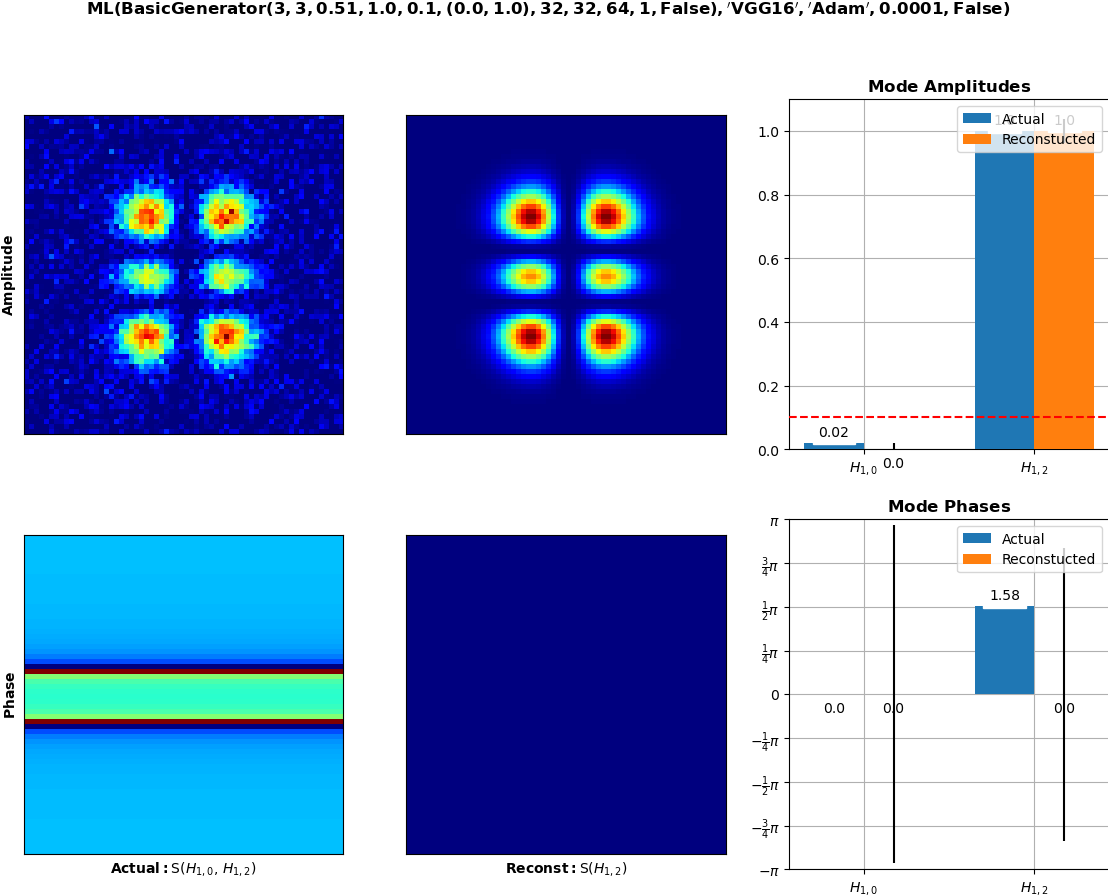 ML(BasicGenerator(3, 3, 0.51, 1.0, 0.1, (0.0, 1.0), 32, 32, 64, 1, False), ′VGG16′, ′Adam′, 0.0001, False)
Mode Amplitudes
Actual
Reconstucted
1.0
1.0
0.8
0.6
0.4
0.2
0.0
0.02
0.0
H1, 0
H1, 2
Amplitude
Mode Phases
Actual
Reconstucted
π
3/4π
1/2π
1/4π
0
−1/4π
−1/2π
−3/4π
−π
1.58
0.0
0.0
0.0
H1, 0
H1, 2
Phase
Actual: S(H1, 0, H1, 2)
Reconst: S(H1, 2)